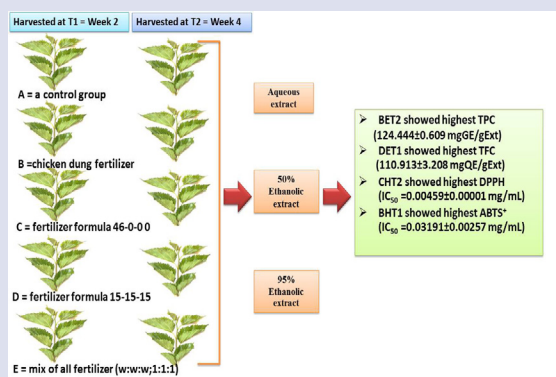 Harvested at T1 = Week 2
Harvested at T2 = Week 4
A = a control group
B =chicken dung fertilizer
C = fertilizer formula 46-0-0 0
D = fertilizer formula 15-15-15
E = mix of all fertilizer (w:w:w;1:1:1)
Aqueous
extract
50%
Ethanolic
extract
95%
Ethanolic
extract
➢ BET2 showed highest TPC
(124.444±0.609 mgGE/gExt)
➢ DET1 showed highest TFC
(110.913±3.208 mgQE/gExt)
➢ CHT2 showed highest DPPH
(IC50 =0.00459±0.00001 mg/mL)
➢ BHT1 showed highest ABTS+
(IC50 =0.03191±0.00257 mg/mL)